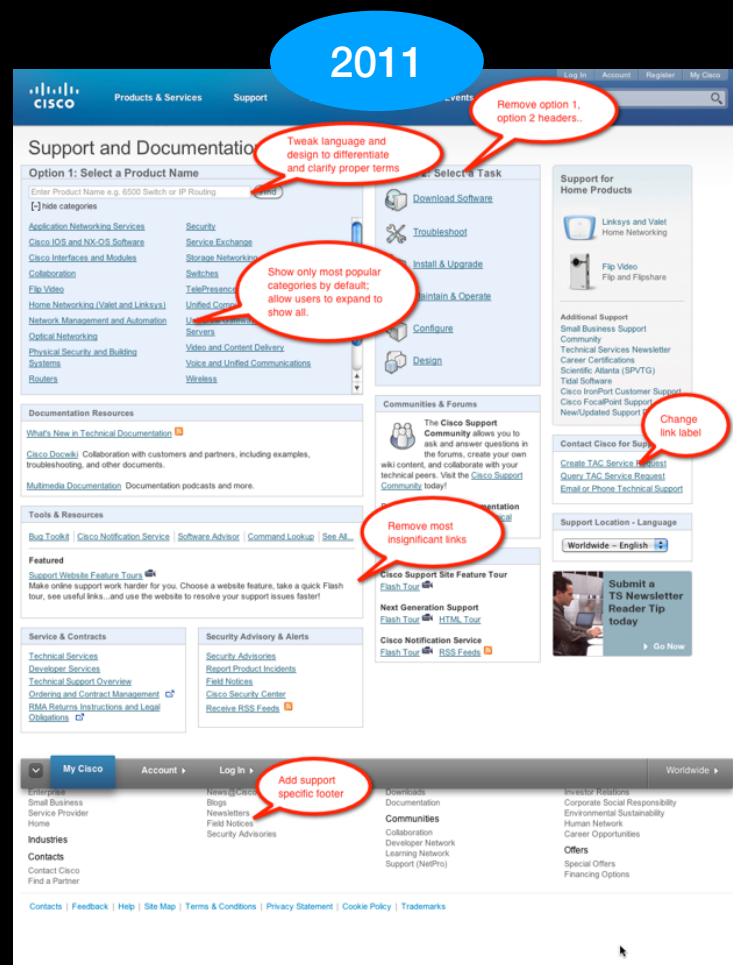 2011
Log In Account Register My Cisco
CISCO
Products & Services Support Events
Remove option 1,
option 2 headers..
Support and Documentation
Tweak language and
design to differentiate
and clarify proper terms
Option 1: Select a Product Name
Enter Product Name e.g. 6500 Switch or IP Routing
[-] hide categories
Application Networking Services
Cisco IOS and NX-OS Software
Cisco Interfaces and Modules
Collaboration
Flip Video
Home Networking (Valet and Linksys)
Network Management and Automation
Optical Networking
Physical Security and Building
Systems
Routers
Security
Service Exchange
Storage Networking
Switches
TelePresence
Unified
Servers
Video and Content Delivery
Voice and Unified Communications
Wireless
Show only most popular
categories by default;
allow users to expand to
show all.
2: Select a Task
Download Software
Troubleshoot
Install & Upgrade
Maintain & Operate
Configure
Design
Support for
Home Products
Linksys and Valet
Home Networking
Flip Video
Flip and Flipshare
Additional Support
Small Business Support
Community
Technical Services Newsletter
Career Certifications
Scientific Atlanta (SPVTG)
Tidal Software
Cisco IronPort Customer Support
Cisco FocalPoint Support
New/Updated Support
Change
link label
Documentation Resources
What's New in Technical Documentation
Cisco Docwiki Collaboration with customers and partners, including examples,
troubleshooting, and other documents.
Multimedia Documentation Documentation podcasts and more.
Communities & Forums
The Cisco Support
Community allows you to
ask and answer questions in
the forums, create your own
wiki content, and collaborate with your
technical peers. Visit the Cisco Support
Community today!
Contact Cisco for
Create TAC Service Request
Query TAC Service Request
Email or Phone Technical Support
Tools & Resources
Bug Toolkit | Cisco Notification Service | Software Advisor | Command Lookup | See All...
Featured
Support Website Feature Tours
Make online support work harder for you. Choose a website feature, take a quick Flash
tour, see useful links...and use the website to resolve your support issues faster!
Remove most
insignificant links
Cisco Support Site Feature Tour
Flash Tour
Next Generation Support
Flash Tour HTML Tour
Cisco Notification Service
Flash Tour RSS Feeds
Support Location - Language
Worldwide – English
Submit a
TS Newsletter
Reader Tip
today
Go Now
Service & Contracts
Technical Services
Developer Services
Technical Support Overview
Ordering and Contract Management
RMA Returns Instructions and Legal
Obligations
Security Advisory & Alerts
Security Advisories
Report Product Incidents
Field Notices
Cisco Security Center
Receive RSS Feeds
My Cisco Account Log In Worldwide
Add support
specific footer
Enterprise
Small Business
Service Provider
Home
Industries
Contacts
Contact Cisco
Find a Partner
News@Cisco
Blogs
Newsletters
Field Notices
Security Advisories
Downloads
Documentation
Communities
Collaboration
Developer Network
Learning Network
Support (NetPro)
Investor Relations
Corporate Social Responsibility
Environmental Sustainability
Human Network
Career Opportunities
Offers
Special Offers
Financing Options
Contacts | Feedback | Help | Site Map | Terms & Conditions | Privacy Statement | Cookie Policy | Trademarks